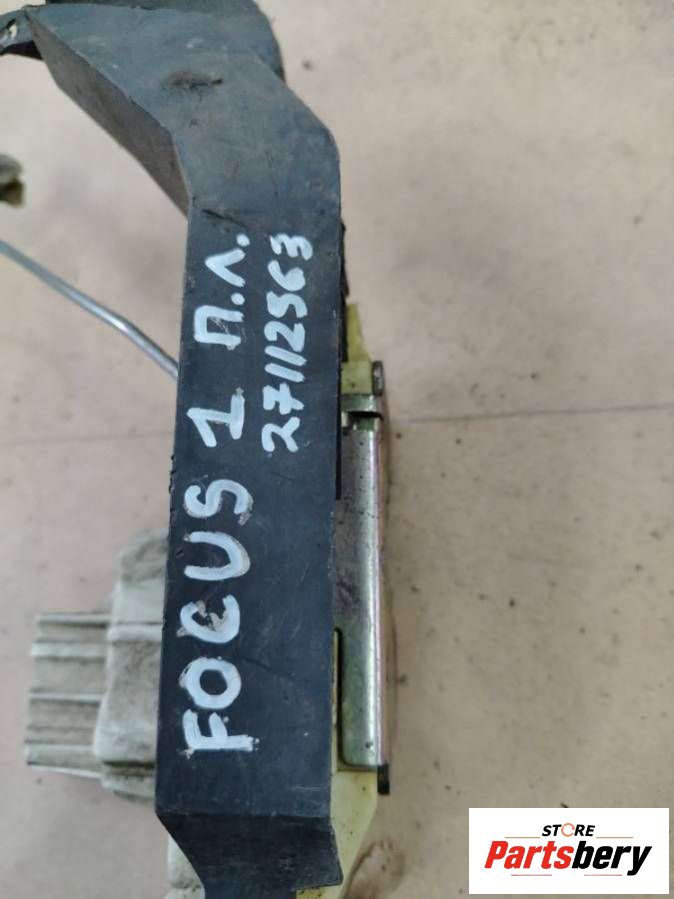 FOCUS 1 П.Л.
27112563
STORE
Partsbery